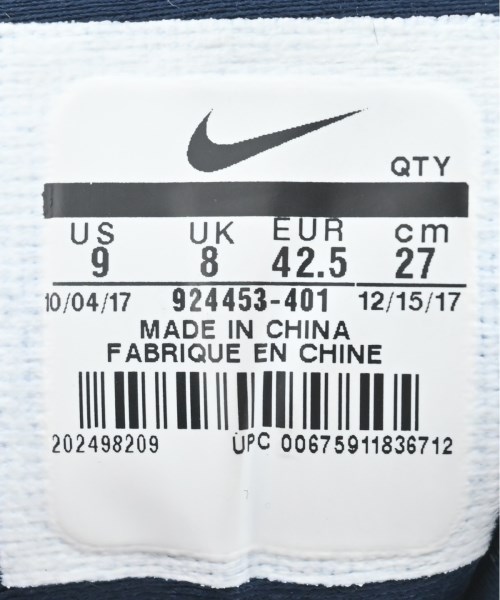 QTY
US UK EUR cm
9 8 42.5 27
10/04/17 924453-401 12/15/17
MADE IN CHINA
FABRIQUE EN CHINE
202498209 UPC 00675911836712